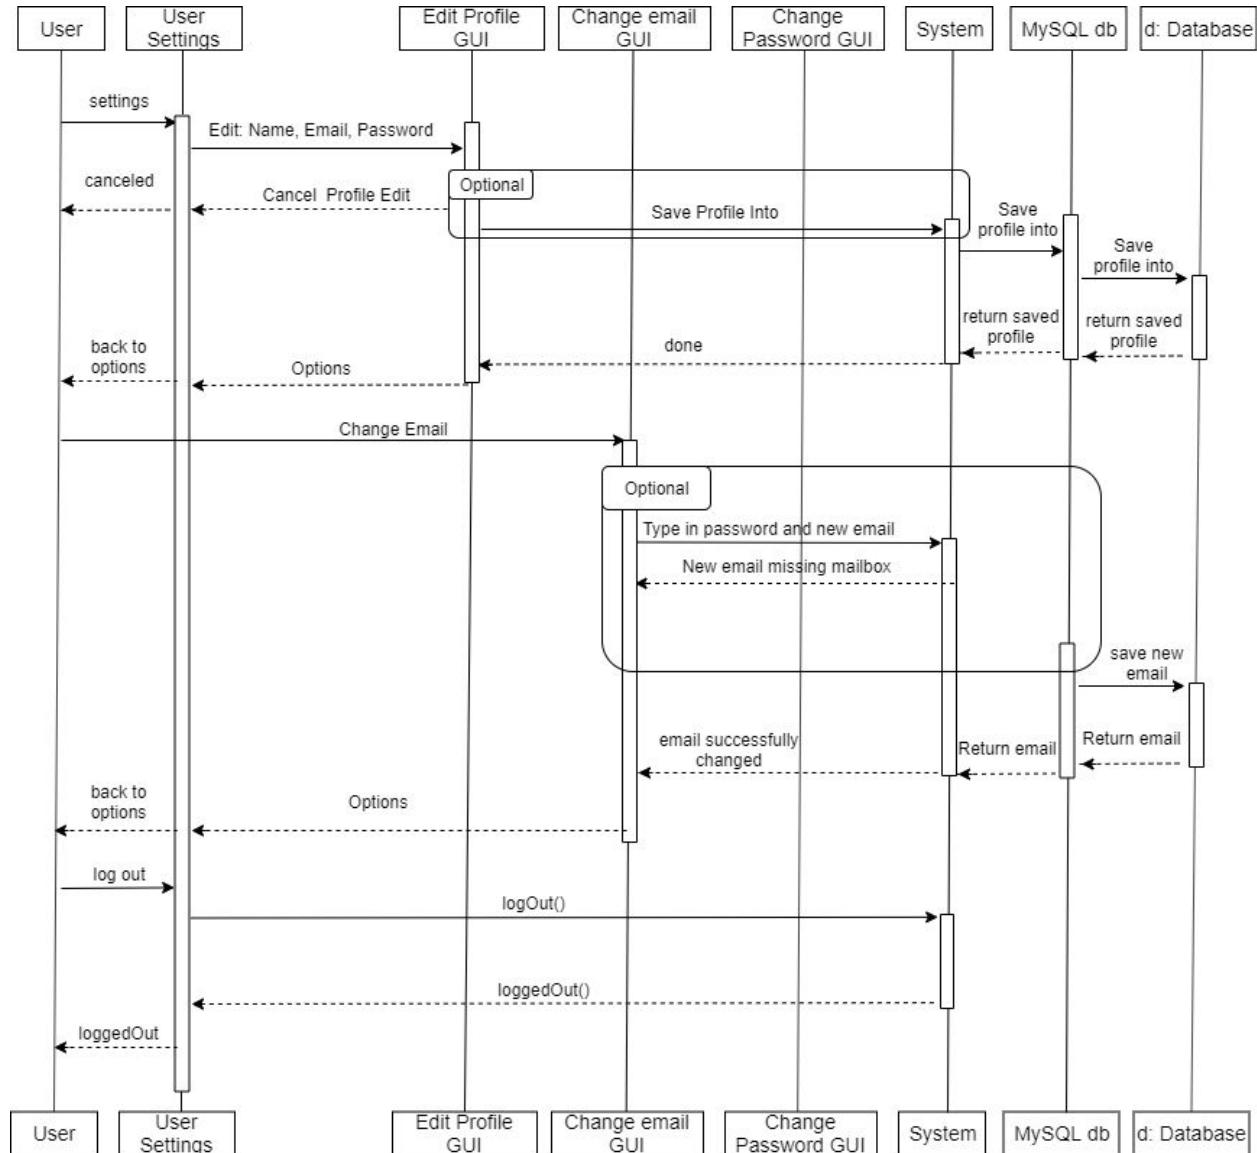 User
User
Settings
Edit Profile
GUI
Change email
GUI
Change
Password GUI
System
MySQL db
d: Database
settings
Edit: Name, Email, Password
canceled
Cancel Profile Edit
Optional
Save Profile Into
Save
profile into
Save
profile into
return saved
profile
return saved
profile
done
back to
options
Options
Change Email
Optional
Type in password and new email
New email missing mailbox
save new
email
Return email
Return email
email successfully
changed
back to
options
Options
log out
logOut()
loggedOut()
loggedOut
User
User
Settings
Edit Profile
GUI
Change email
GUI
Change
Password GUI
System
MySQL db
d: Database